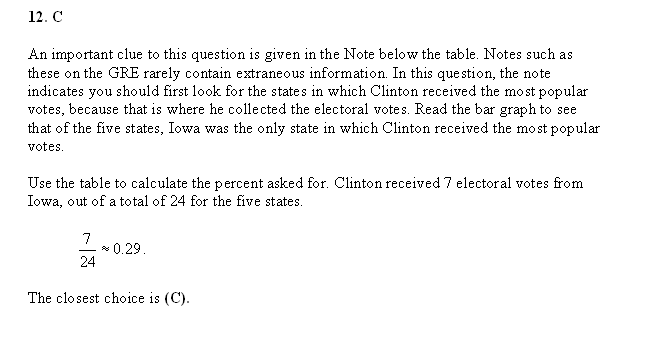 12. C
An important clue to this question is given in the Note below the table. Notes such as
these on the GRE rarely contain extraneous information. In this question, the note
indicates you should first look for the states in which Clinton received the most popular
votes, because that is where he collected the electoral votes. Read the bar graph to see
that of the five states, Iowa was the only state in which Clinton received the most popular
votes.
Use the table to calculate the percent asked for. Clinton received 7 electoral votes from
Iowa, out of a total of 24 for the five states.
7
≈ 0.29.
24
The closest choice is (C).